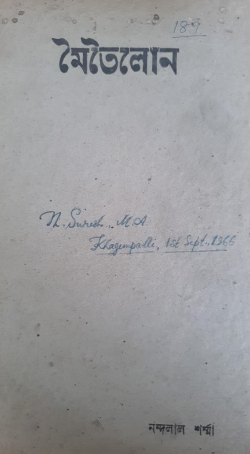 189
মৈতৈলোন
N. Suresh, M.A.
Khagempalli, 1st Sept., 1966
নন্দলাল শর্ম্মা